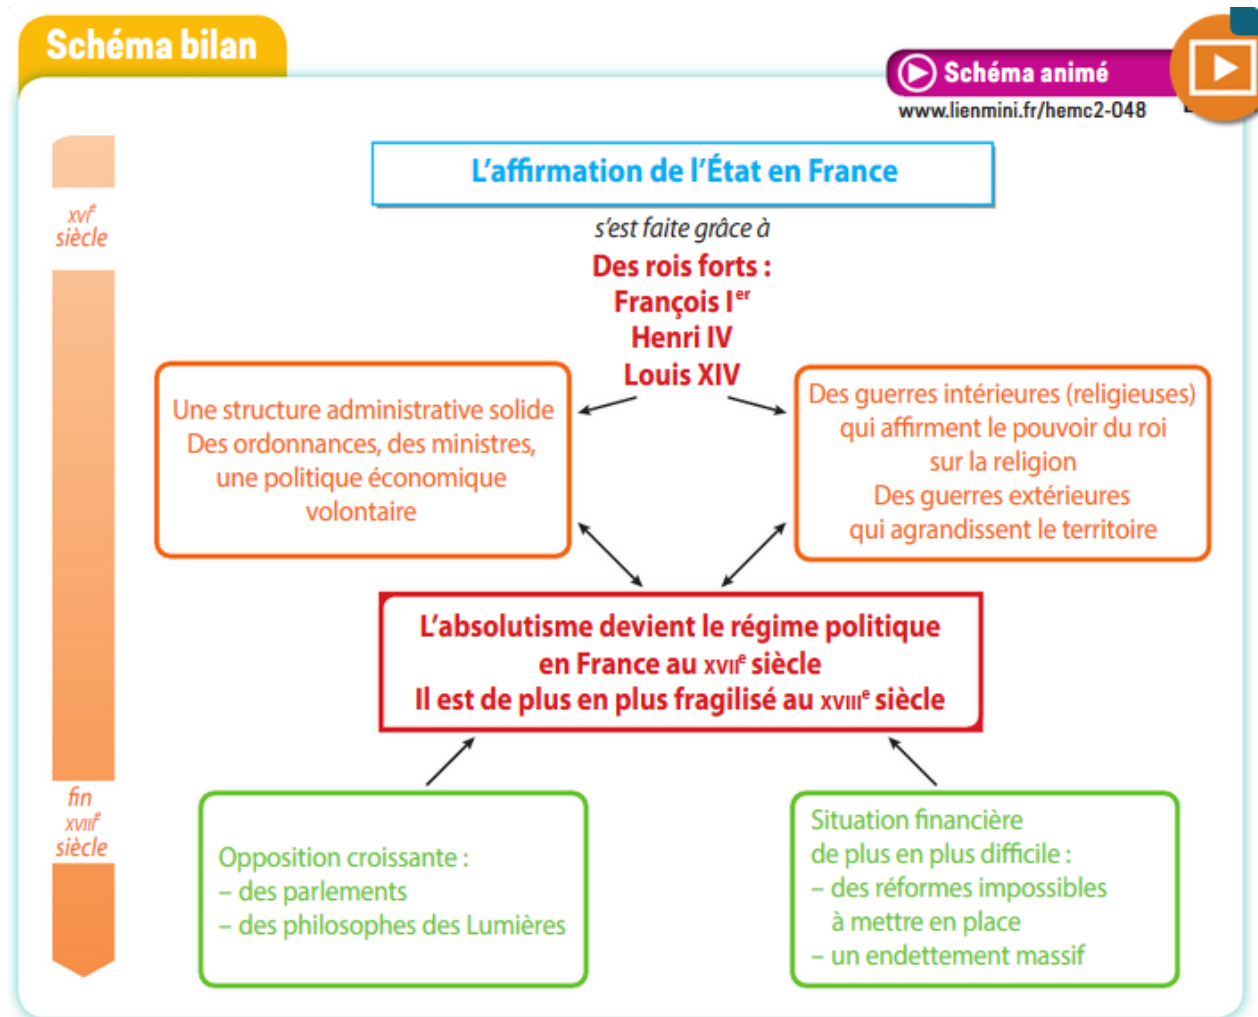 Schéma bilan
Schéma animé
www.lienmini.fr/hemc2-048
L'affirmation de l'État en France
XVIᵉ
siècle
s'est faite grâce à
Des rois forts :
François Iᵉʳ
Henri IV
Louis XIV
Une structure administrative solide
Des ordonnances, des ministres,
une politique économique
volontaire
Des guerres intérieures (religieuses)
qui affirment le pouvoir du roi
sur la religion
Des guerres extérieures
qui agrandissent le territoire
L'absolutisme devient le régime politique
en France au XVIIᵉ siècle
Il est de plus en plus fragilisé au XVIIIᵉ siècle
fin
XVIIIᵉ
siècle
Opposition croissante :
– des parlements
– des philosophes des Lumières
Situation financière
de plus en plus difficile :
– des réformes impossibles
à mettre en place
– un endettement massif